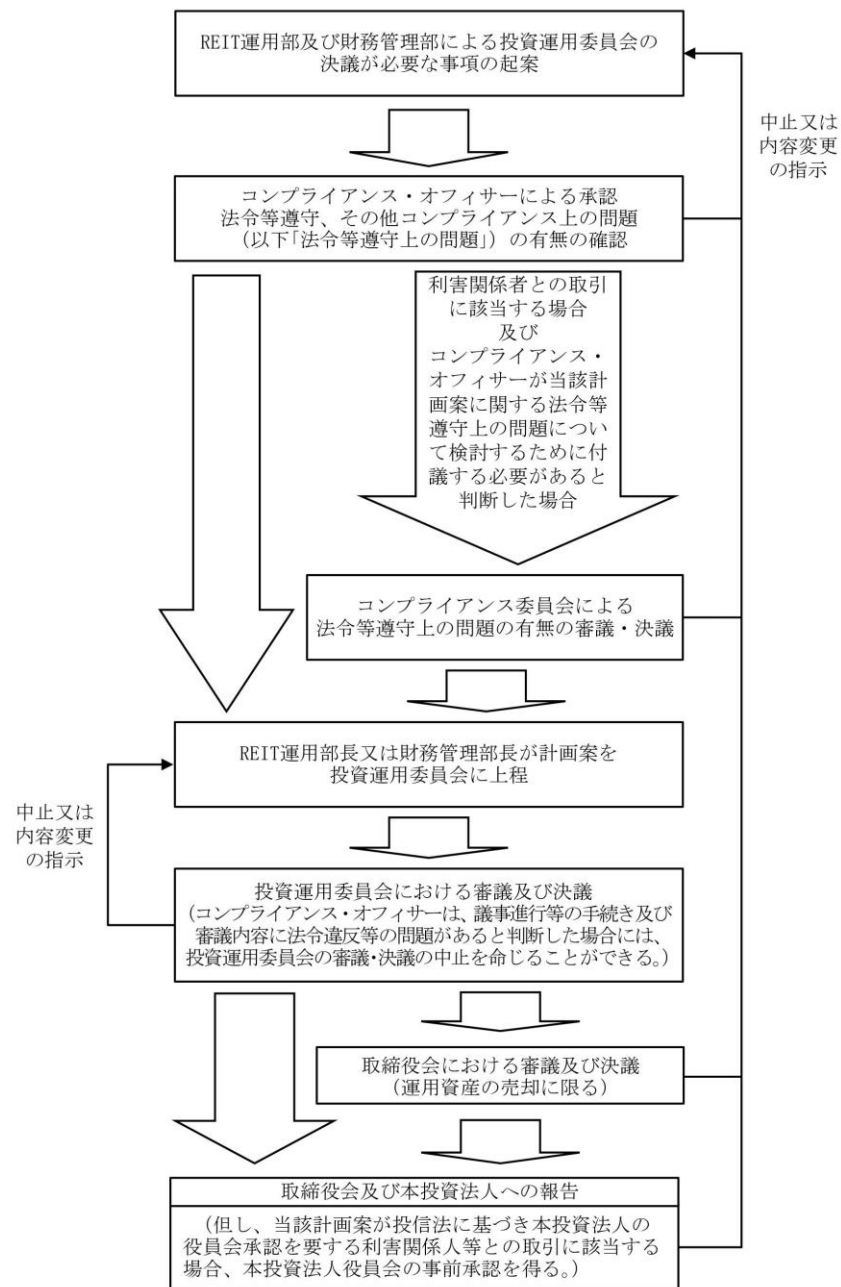 REIT運用部及び財務管理部による投資運用委員会の
決議が必要な事項の起案
中止又は
内容変更
の指示
コンプライアンス・オフィサーによる承認
法令等遵守、その他コンプライアンス上の問題
(以下「法令等遵守上の問題」)の有無の確認
利害関係者との取引
に該当する場合
及び
コンプライアンス・
オフィサーが当該計
画案に関する法令等
遵守上の問題につい
て検討するために付
議する必要があると
判断した場合
コンプライアンス委員会による
法令等遵守上の問題の有無の審議・決議
REIT運用部長又は財務管理部長が計画案を
投資運用委員会に上程
中止又は
内容変更
の指示
投資運用委員会における審議及び決議
(コンプライアンス・オフィサーは、議事進行等の手続き及び
審議内容に法令違反等の問題があると判断した場合には、
投資運用委員会の審議・決議の中止を命じることができる。)
取締役会における審議及び決議
(運用資産の売却に限る)
取締役会及び本投資法人への報告
(但し、当該計画案が投信法に基づき本投資法人の
役員会承認を要する利害関係人等との取引に該当する
場合、本投資法人役員会の事前承認を得る。)